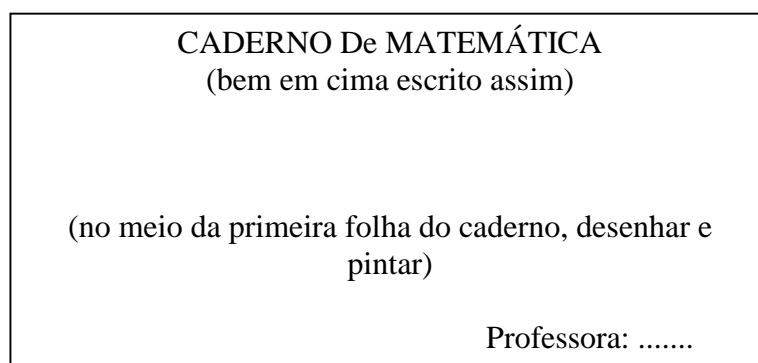 CADERNO De MATEMÁTICA
(bem em cima escrito assim)
(no meio da primeira folha do caderno, desenhar e
pintar)
Professora: .......